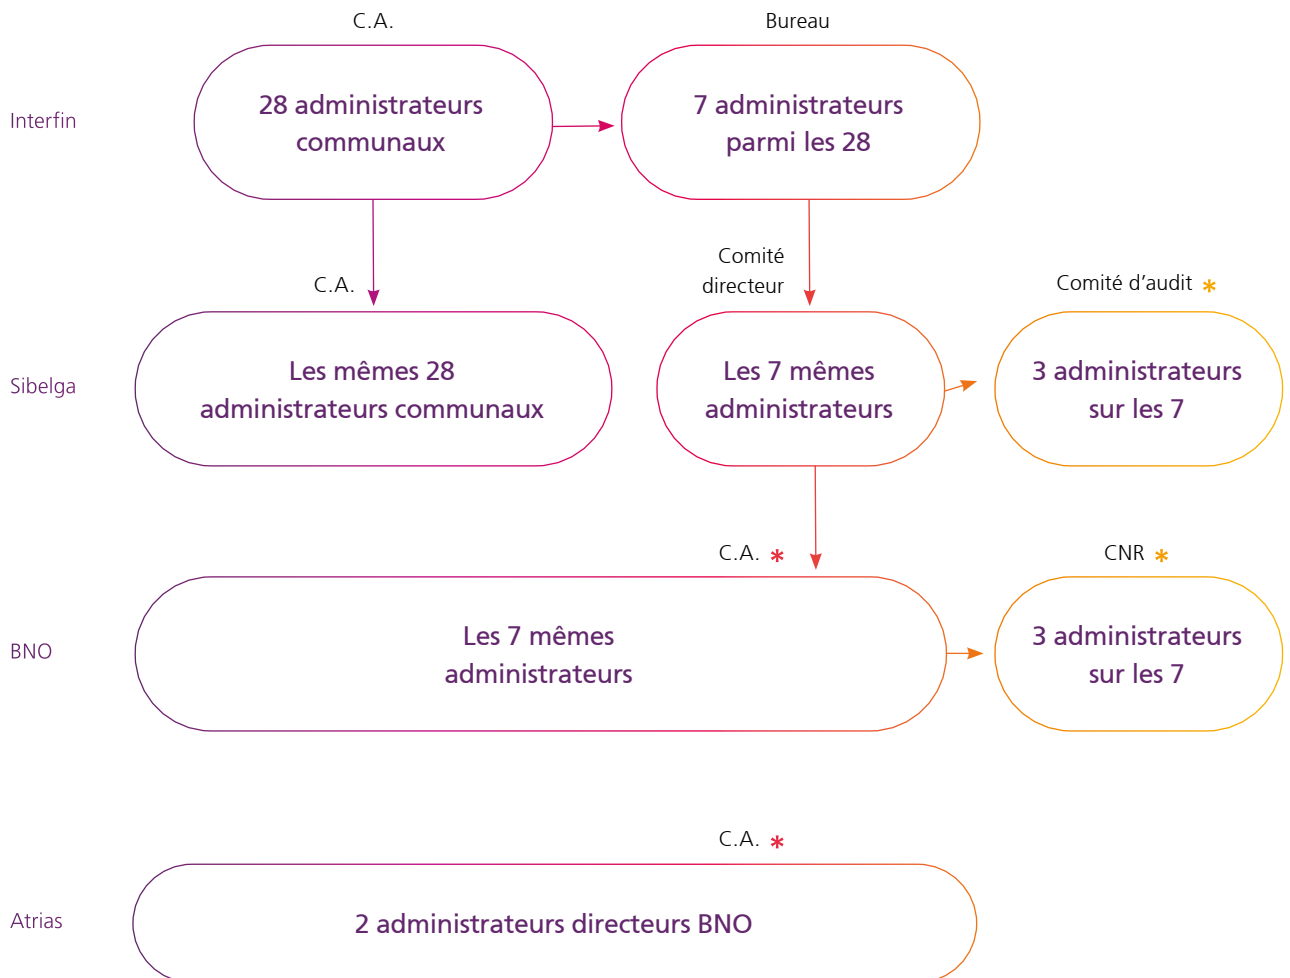 C.A.
Bureau
Interfin
28 administrateurs
communaux
7 administrateurs
parmi les 28
C.A.
Comité
directeur
Comité d'audit *
Sibelga
Les mêmes 28
administrateurs communaux
Les 7 mêmes
administrateurs
3 administrateurs
sur les 7
C.A. *
CNR *
BNO
Les 7 mêmes
administrateurs
3 administrateurs
sur les 7
C.A. *
Atrias
2 administrateurs directeurs BNO